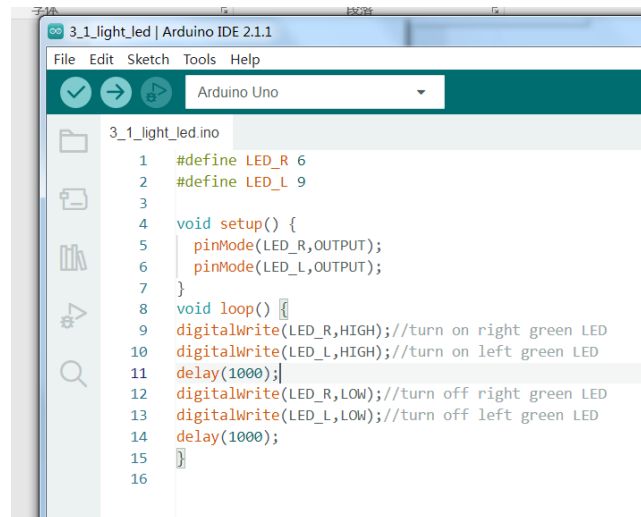 字体
段落
3_1_light_led | Arduino IDE 2.1.1
File Edit Sketch Tools Help
Arduino Uno
3_1_light_led.ino
1 #define LED_R 6
2 #define LED_L 9
3
4 void setup() {
5   pinMode(LED_R,OUTPUT);
6   pinMode(LED_L,OUTPUT);
7 }
8 void loop() {
9 digitalWrite(LED_R,HIGH);//turn on right green LED
10 digitalWrite(LED_L,HIGH);//turn on left green LED
11 delay(1000);
12 digitalWrite(LED_R,LOW);//turn off right green LED
13 digitalWrite(LED_L,LOW);//turn off left green LED
14 delay(1000);
15 }
16